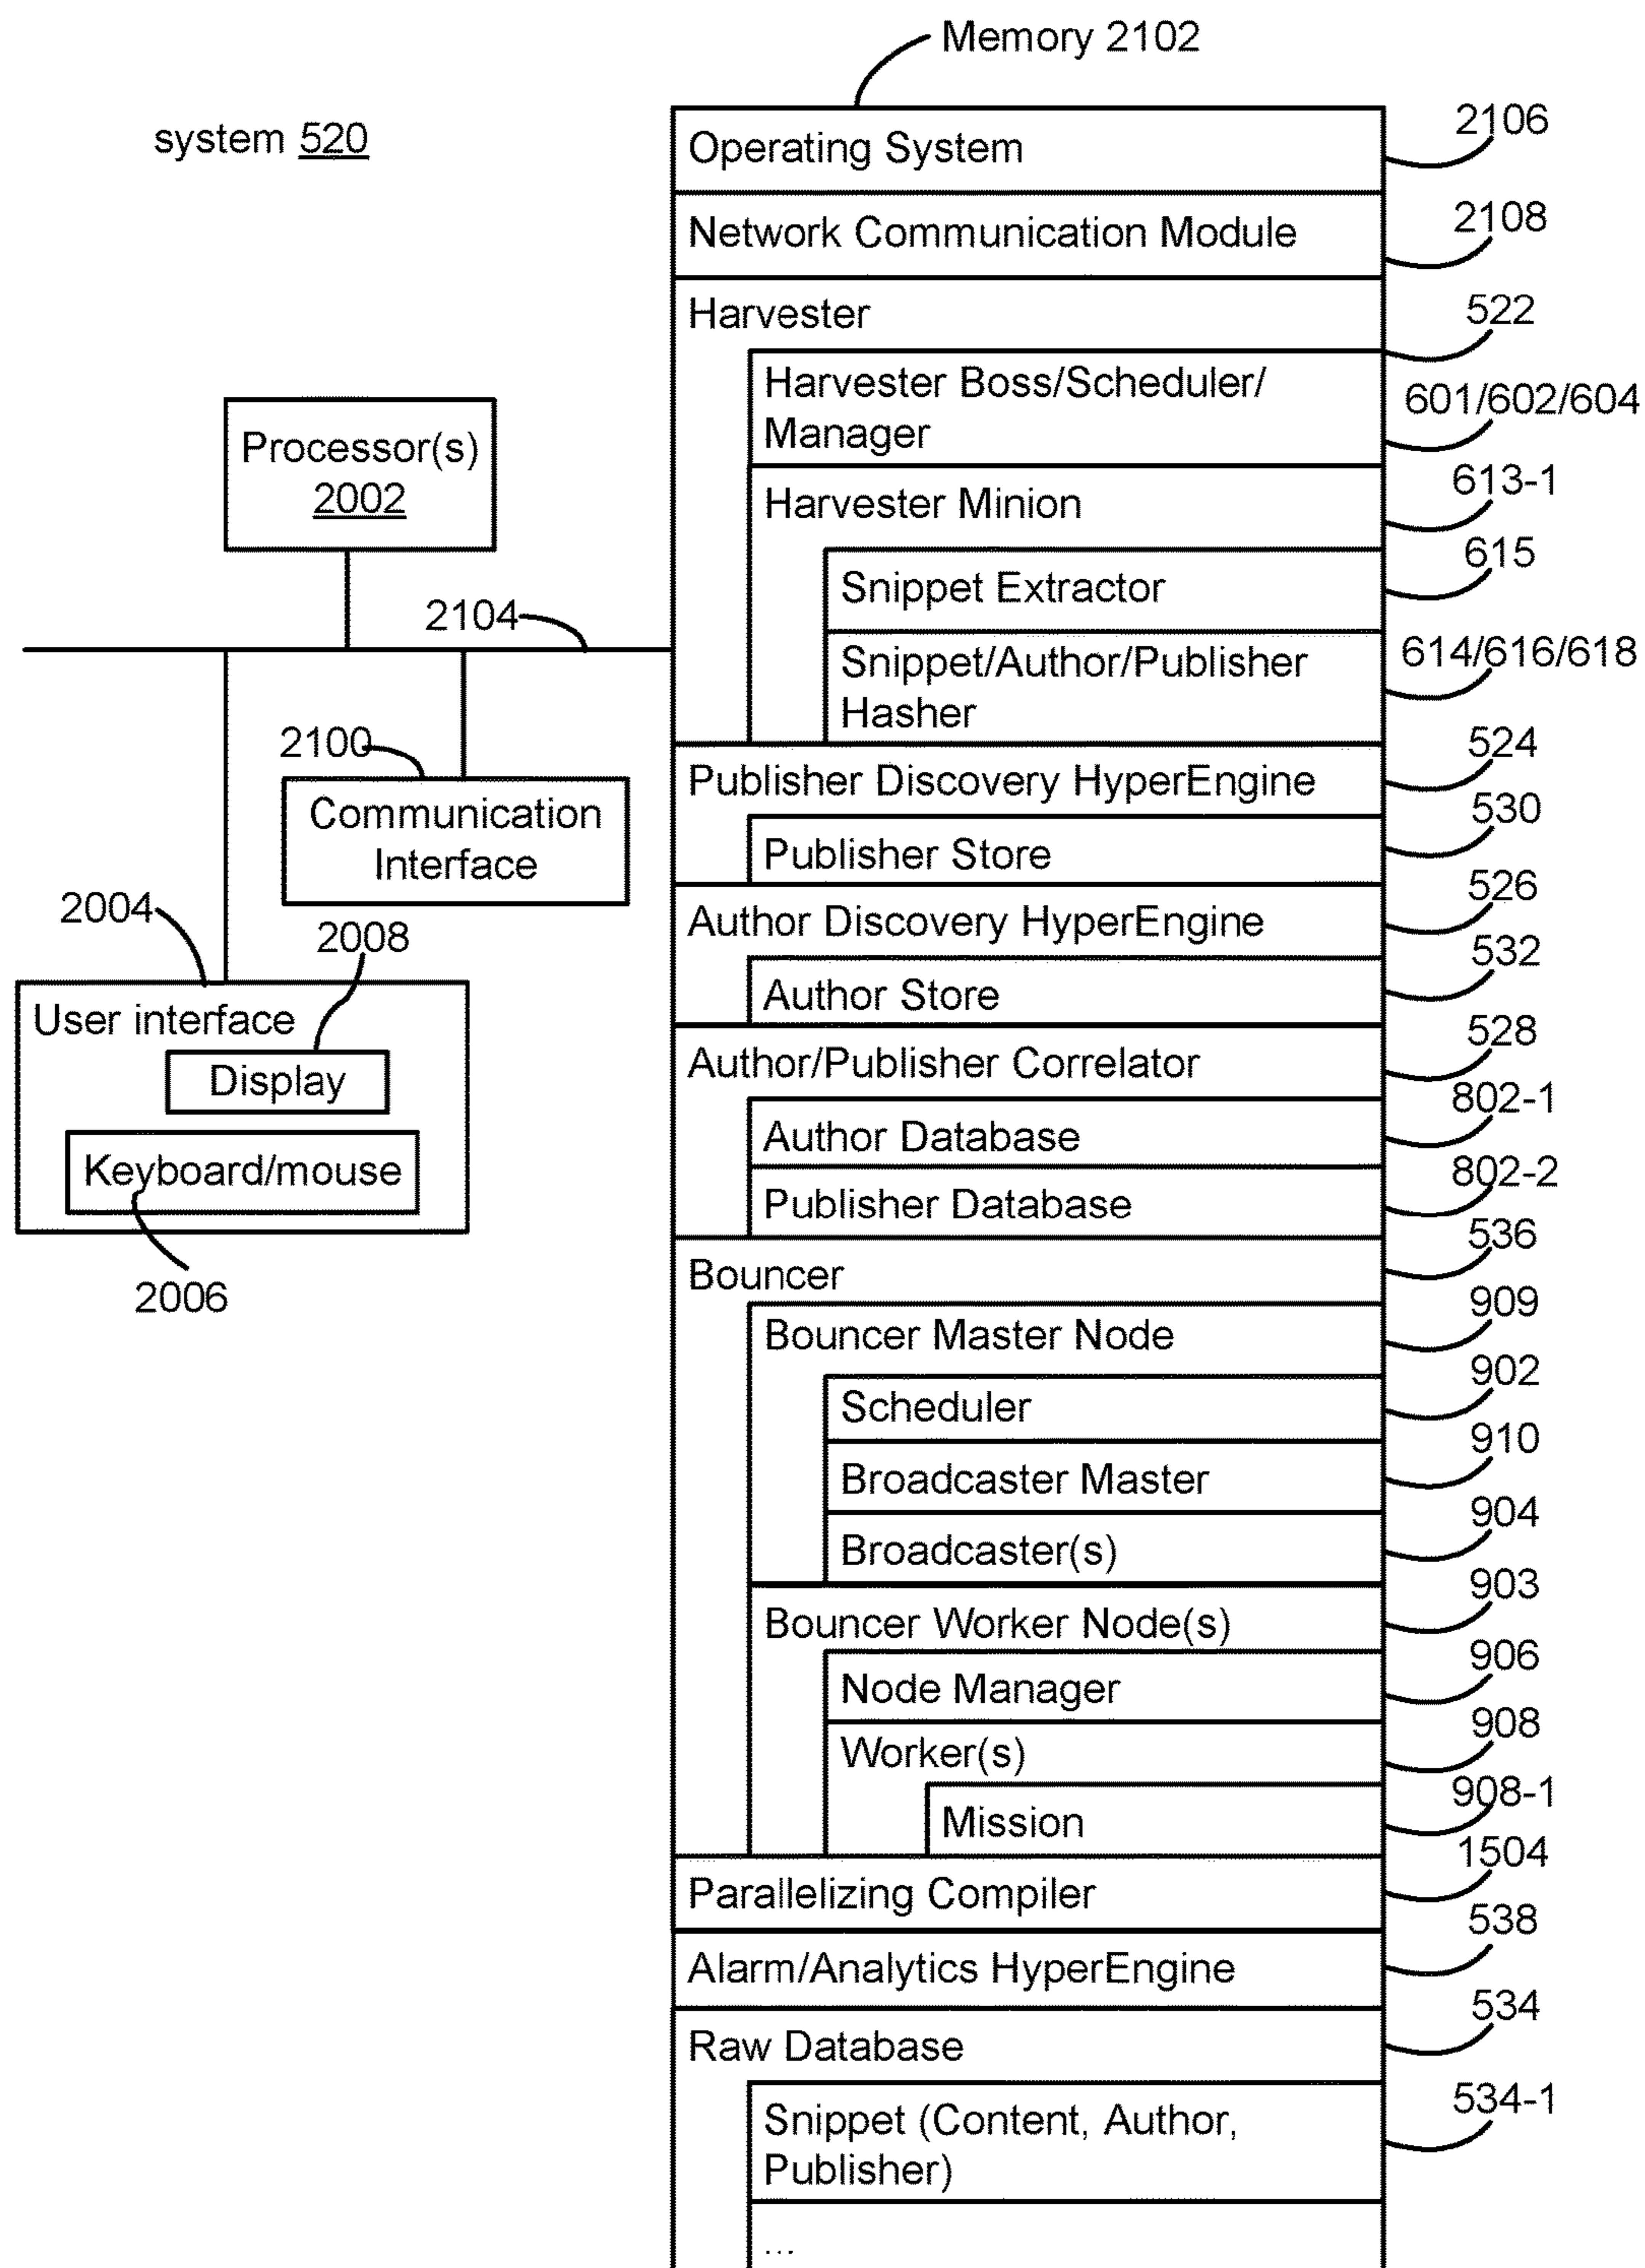 Memory 2102
system 520
Operating System
2106
Network Communication Module
2108
Harvester
522
Harvester Boss/Scheduler/
Manager
601/602/604
Harvester Minion
613-1
Snippet Extractor
615
Snippet/Author/Publisher
Hasher
614/616/618
Processor(s)
2002
2104
2100
Communication
Interface
2004
2008
User interface
Display
Keyboard/mouse
2006
Publisher Discovery HyperEngine
524
Publisher Store
530
Author Discovery HyperEngine
526
Author Store
532
Author/Publisher Correlator
528
Author Database
802-1
Publisher Database
802-2
Bouncer
536
Bouncer Master Node
909
Scheduler
902
Broadcaster Master
910
Broadcaster(s)
904
Bouncer Worker Node(s)
903
Node Manager
906
Worker(s)
908
Mission
908-1
Parallelizing Compiler
1504
Alarm/Analytics HyperEngine
538
Raw Database
534
Snippet (Content, Author,
Publisher)
534-1
...